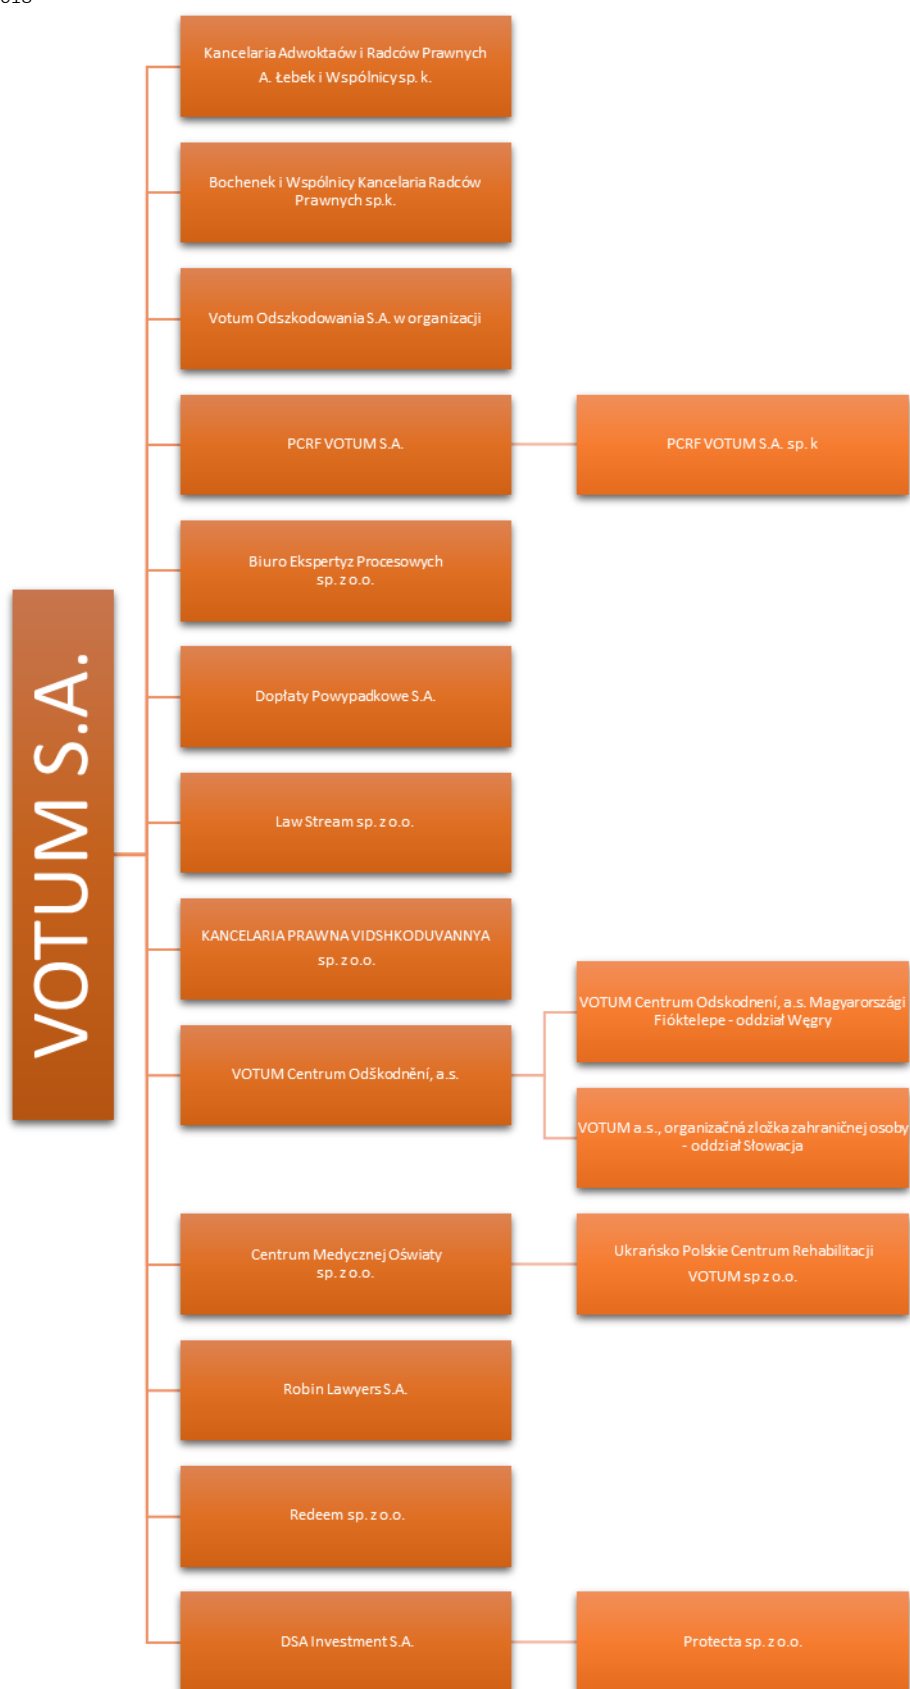 Kancelaria Adwoktaów i Radców Prawnych
A. Łebek i Wspólnicy sp. k.
Bochenek i Wspólnicy Kancelaria Radców
Prawnych sp.k.
Votum Odszkodowania S.A. w organizacji
PCRF VOTUM S.A.
PCRF VOTUM S.A. sp. k
Biuro Ekspertyz Procesowych
sp. z o.o.
Dopłaty Powypadkowe S.A.
VOTUM S.A.
Law Stream sp. z o.o.
KANCELARIA PRAWNA VIDSHKODUVANNYA
sp. z o.o.
VOTUM Centrum Odškodnění, a.s.
VOTUM Centrum Odskodnení, a.s. Magyarországi
Fióktelepe - oddział Węgry
VOTUM a.s., organizačná zložka zahraničnej osoby
- oddział Słowacja
Centrum Medycznej Oświaty
sp. z o.o.
Ukrańsko Polskie Centrum Rehabilitacji
VOTUM sp z o.o.
Robin Lawyers S.A.
Redeem sp. z o.o.
DSA Investment S.A.
Protecta sp. z o.o.